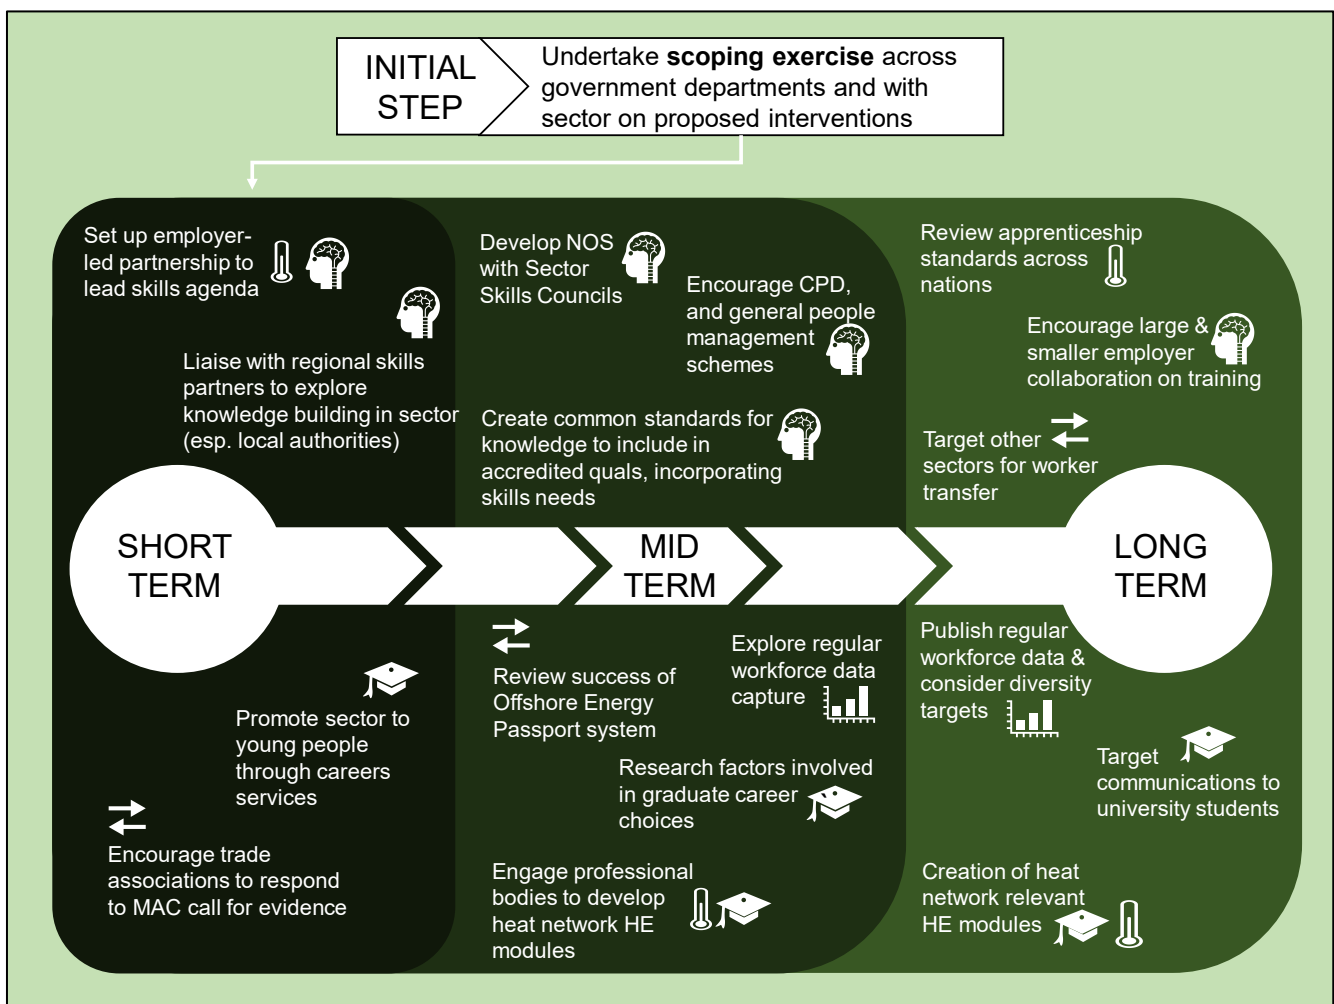 INITIAL
STEP
Undertake scoping exercise across
government departments and with
sector on proposed interventions
Set up employer-
led partnership to
lead skills agenda
Liaise with regional skills
partners to explore
knowledge building in sector
(esp. local authorities)
Develop NOS
with Sector
Skills Councils
Encourage CPD,
and general people
management
schemes
Create common standards for
knowledge to include in
accredited quals, incorporating
skills needs
Review apprenticeship
standards across
nations
Encourage large &
smaller employer
collaboration on training
Target other
sectors for worker
transfer
SHORT
TERM
MID
TERM
LONG
TERM
Promote sector to
young people
through careers
services
Encourage trade
associations to respond
to MAC call for evidence
Review success of
Offshore Energy
Passport system
Explore regular
workforce data
capture
Research factors involved
in graduate career
choices
Engage professional
bodies to develop
heat network HE
modules
Publish regular
workforce data &
consider diversity
targets
Target
communications to
university students
Creation of heat
network relevant
HE modules